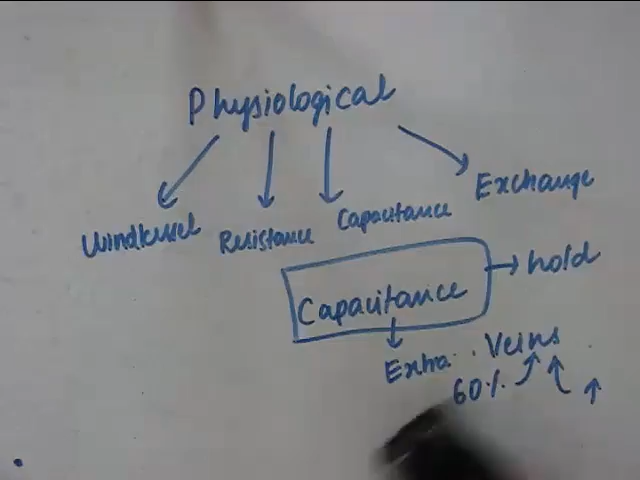 Physiological
Windkessel Resistance Capacitance Exchange
Capacitance hold
Extra Veins
60%